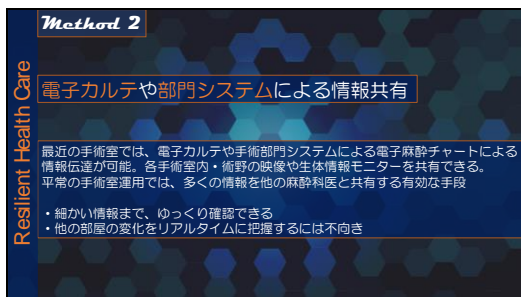 Method 2
Resilient Health Care
電子カルテや部門システムによる情報共有
最近の手術室では、電子カルテや手術部門システムによる電子麻酔チャートによる
情報伝達が可能。各手術室内・術野の映像や生体情報モニターを共有できる。
平常の手術室運用では、多くの情報を他の麻酔科医と共有する有効な手段
・細かい情報まで、ゆっくり確認できる
・他の部屋の変化をリアルタイムに把握するには不向き